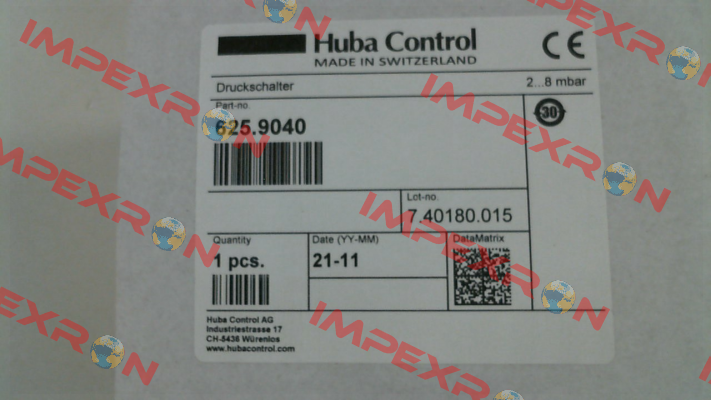 Huba Control
MADE IN SWITZERLAND
CE
Druckschalter
2...8 mbar
Part-no.
625.9040
30
Lot-no.
7.40180.015
Quantity
1 pcs.
Date (YY-MM)
21-11
DataMatrix
Huba Control AG
Industriestrasse 17
CH-5436 Würenlos
www.hubacontrol.com
IMPEXRON
IMPEXRON
IMPEXRON
IMPEXRON
IMPEXRON
IMPEXRON
IMPEXRON